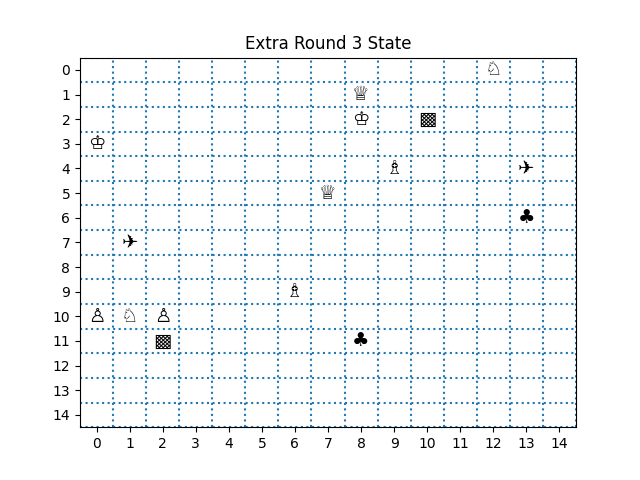 Extra Round 3 State
0 ♘
1 ♕
2 ♔ ▩
3 ♔
4 ♗ ✈
5 ♕
6 ♣
7 ✈
8
9 ♗
10 ♙ ♘ ♙
11 ▩ ♣
12
13
14
0 1 2 3 4 5 6 7 8 9 10 11 12 13 14